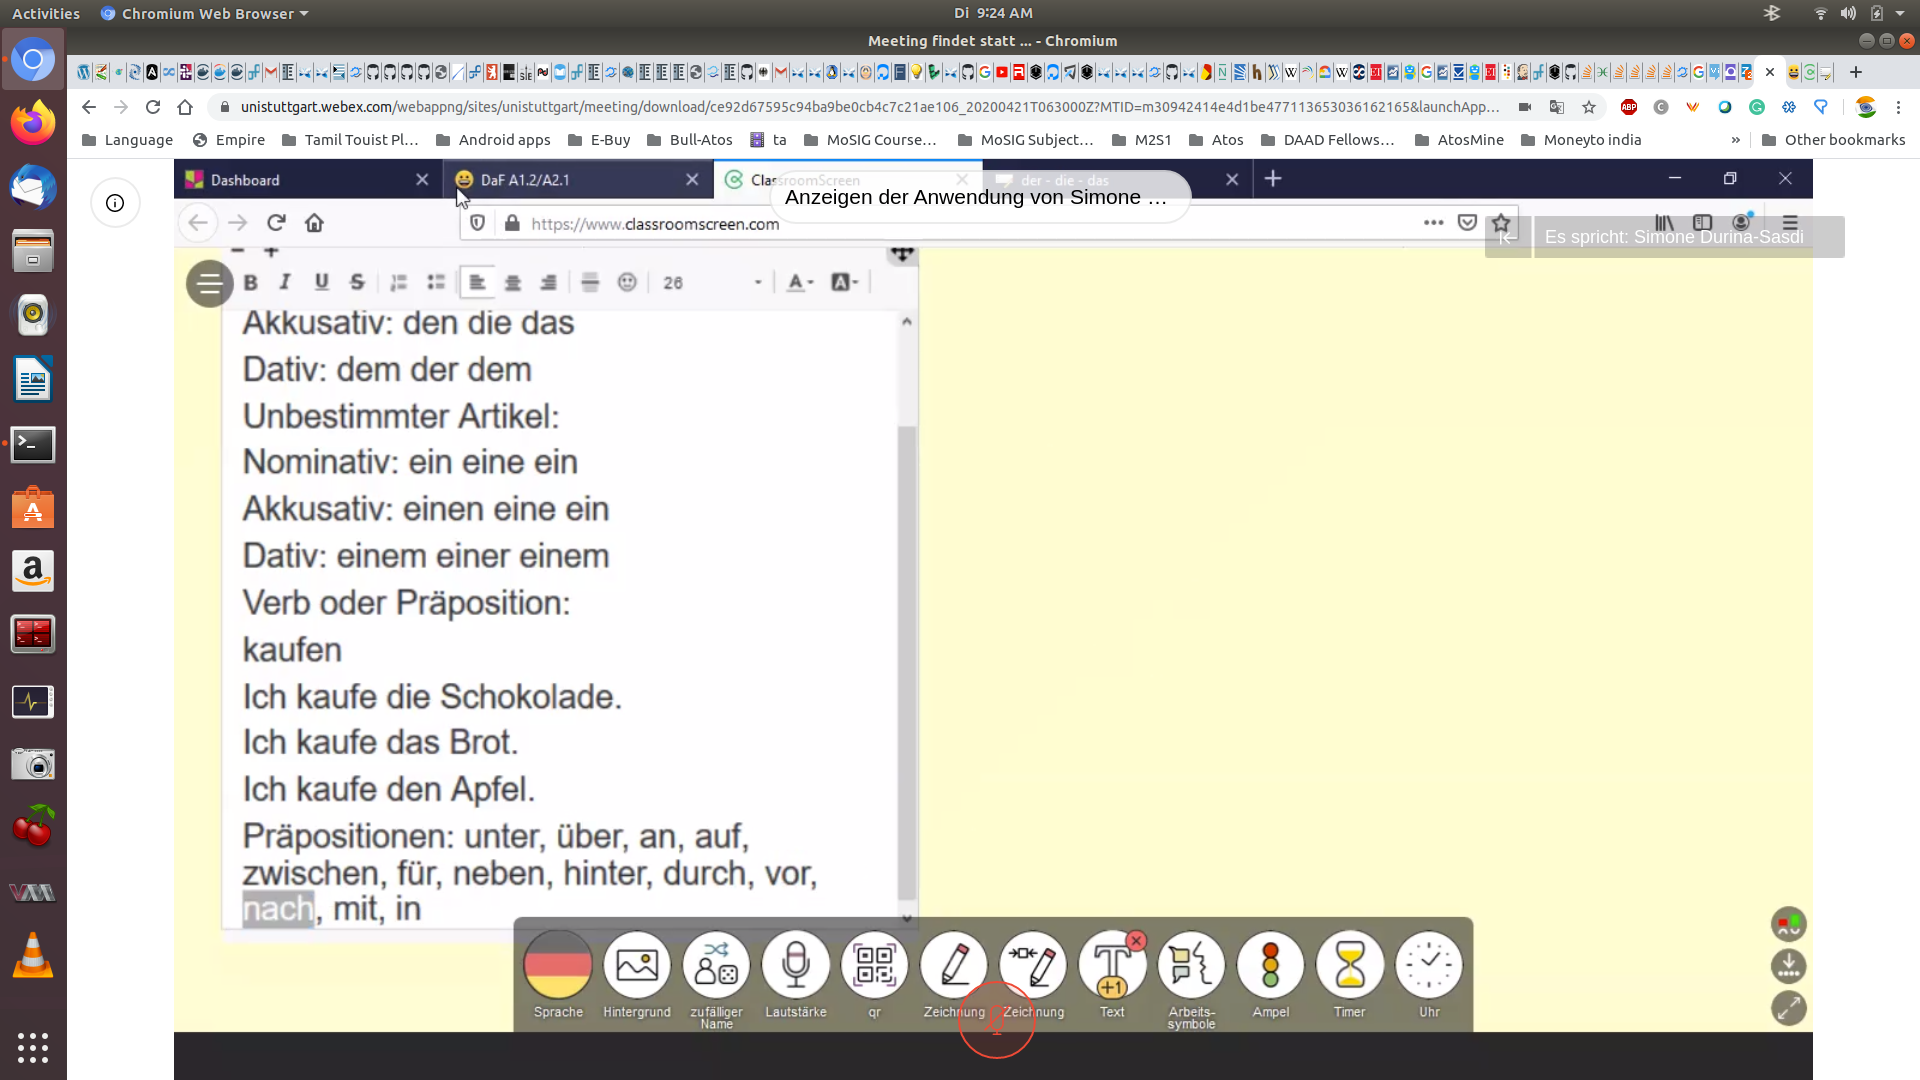 Activities
Chromium Web Browser
Di 9:24 AM
Meeting findet statt ... - Chromium
unistuttgart.webex.com/webappng/sites/unistuttgart/meeting/download/ce92d67595c94ba9be0cb4c7c21ae106_20200421T063000Z?MTID=m30942414e4d1be477113653036162165&launchApp...
Language
Empire
Tamil Touist Pl...
Android apps
E-Buy
Bull-Atos
ta
MoSIG Course...
MoSIG Subject...
M2S1
Atos
DAAD Fellows...
AtosMine
Moneyto india
»
Other bookmarks
Dashboard
DaF A1.2/A2.1
ClassroomScreen
der - die - das
Anzeigen der Anwendung von Simone ...
https://www.classroomscreen.com
Es spricht: Simone Durina-Sasdi
B I U S 26 A A
Akkusativ: den die das
Dativ: dem der dem
Unbestimmter Artikel:
Nominativ: ein eine ein
Akkusativ: einen eine ein
Dativ: einem einer einem
Verb oder Präposition:
kaufen
Ich kaufe die Schokolade.
Ich kaufe das Brot.
Ich kaufe den Apfel.
Präpositionen: unter, über, an, auf,
zwischen, für, neben, hinter, durch, vor,
nach, mit, in
+1
Sprache
Hintergrund
zufälliger
Name
Lautstärke
qr
Zeichnung
Zeichnung
Text
Arbeits-
symbole
Ampel
Timer
Uhr